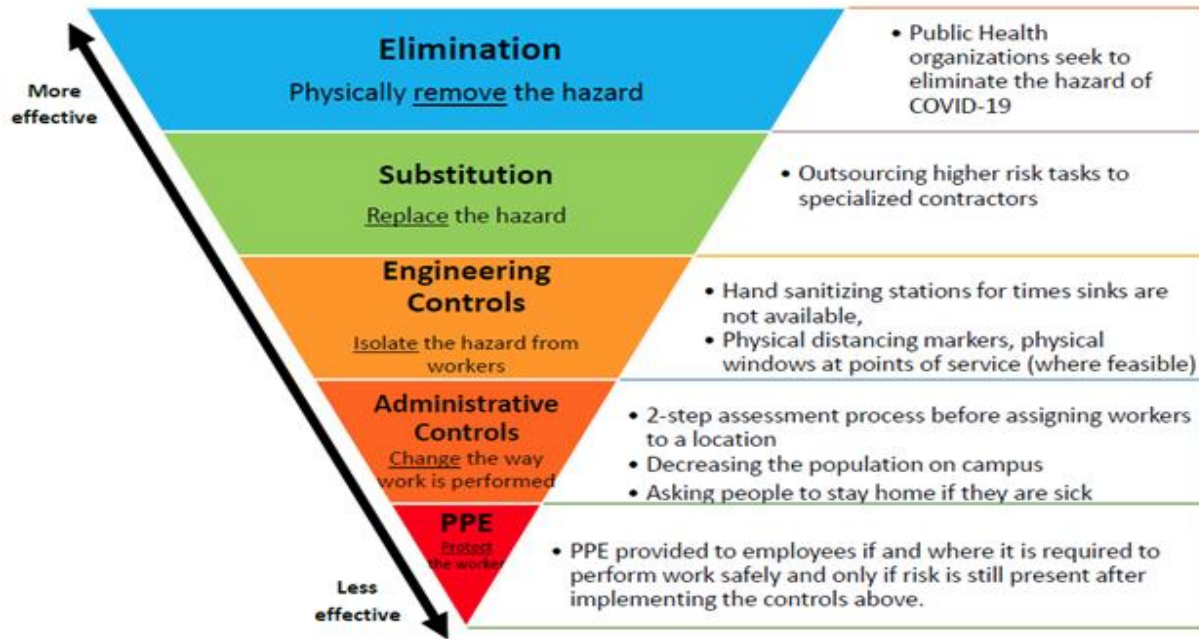 More
effective
Elimination
Physically remove the hazard
• Public Health
organizations seek to
eliminate the hazard of
COVID-19
Substitution
Replace the hazard
• Outsourcing higher risk tasks to
specialized contractors
Engineering
Controls
Isolate the hazard from
workers
• Hand sanitizing stations for times sinks are
not available,
• Physical distancing markers, physical
windows at points of service (where feasible)
Administrative
Controls
Change the way
work is performed
• 2-step assessment process before assigning workers
to a location
• Decreasing the population on campus
• Asking people to stay home if they are sick
PPE
Protect
the worker
• PPE provided to employees if and where it is required to
perform work safely and only if risk is still present after
implementing the controls above.
Less
effective